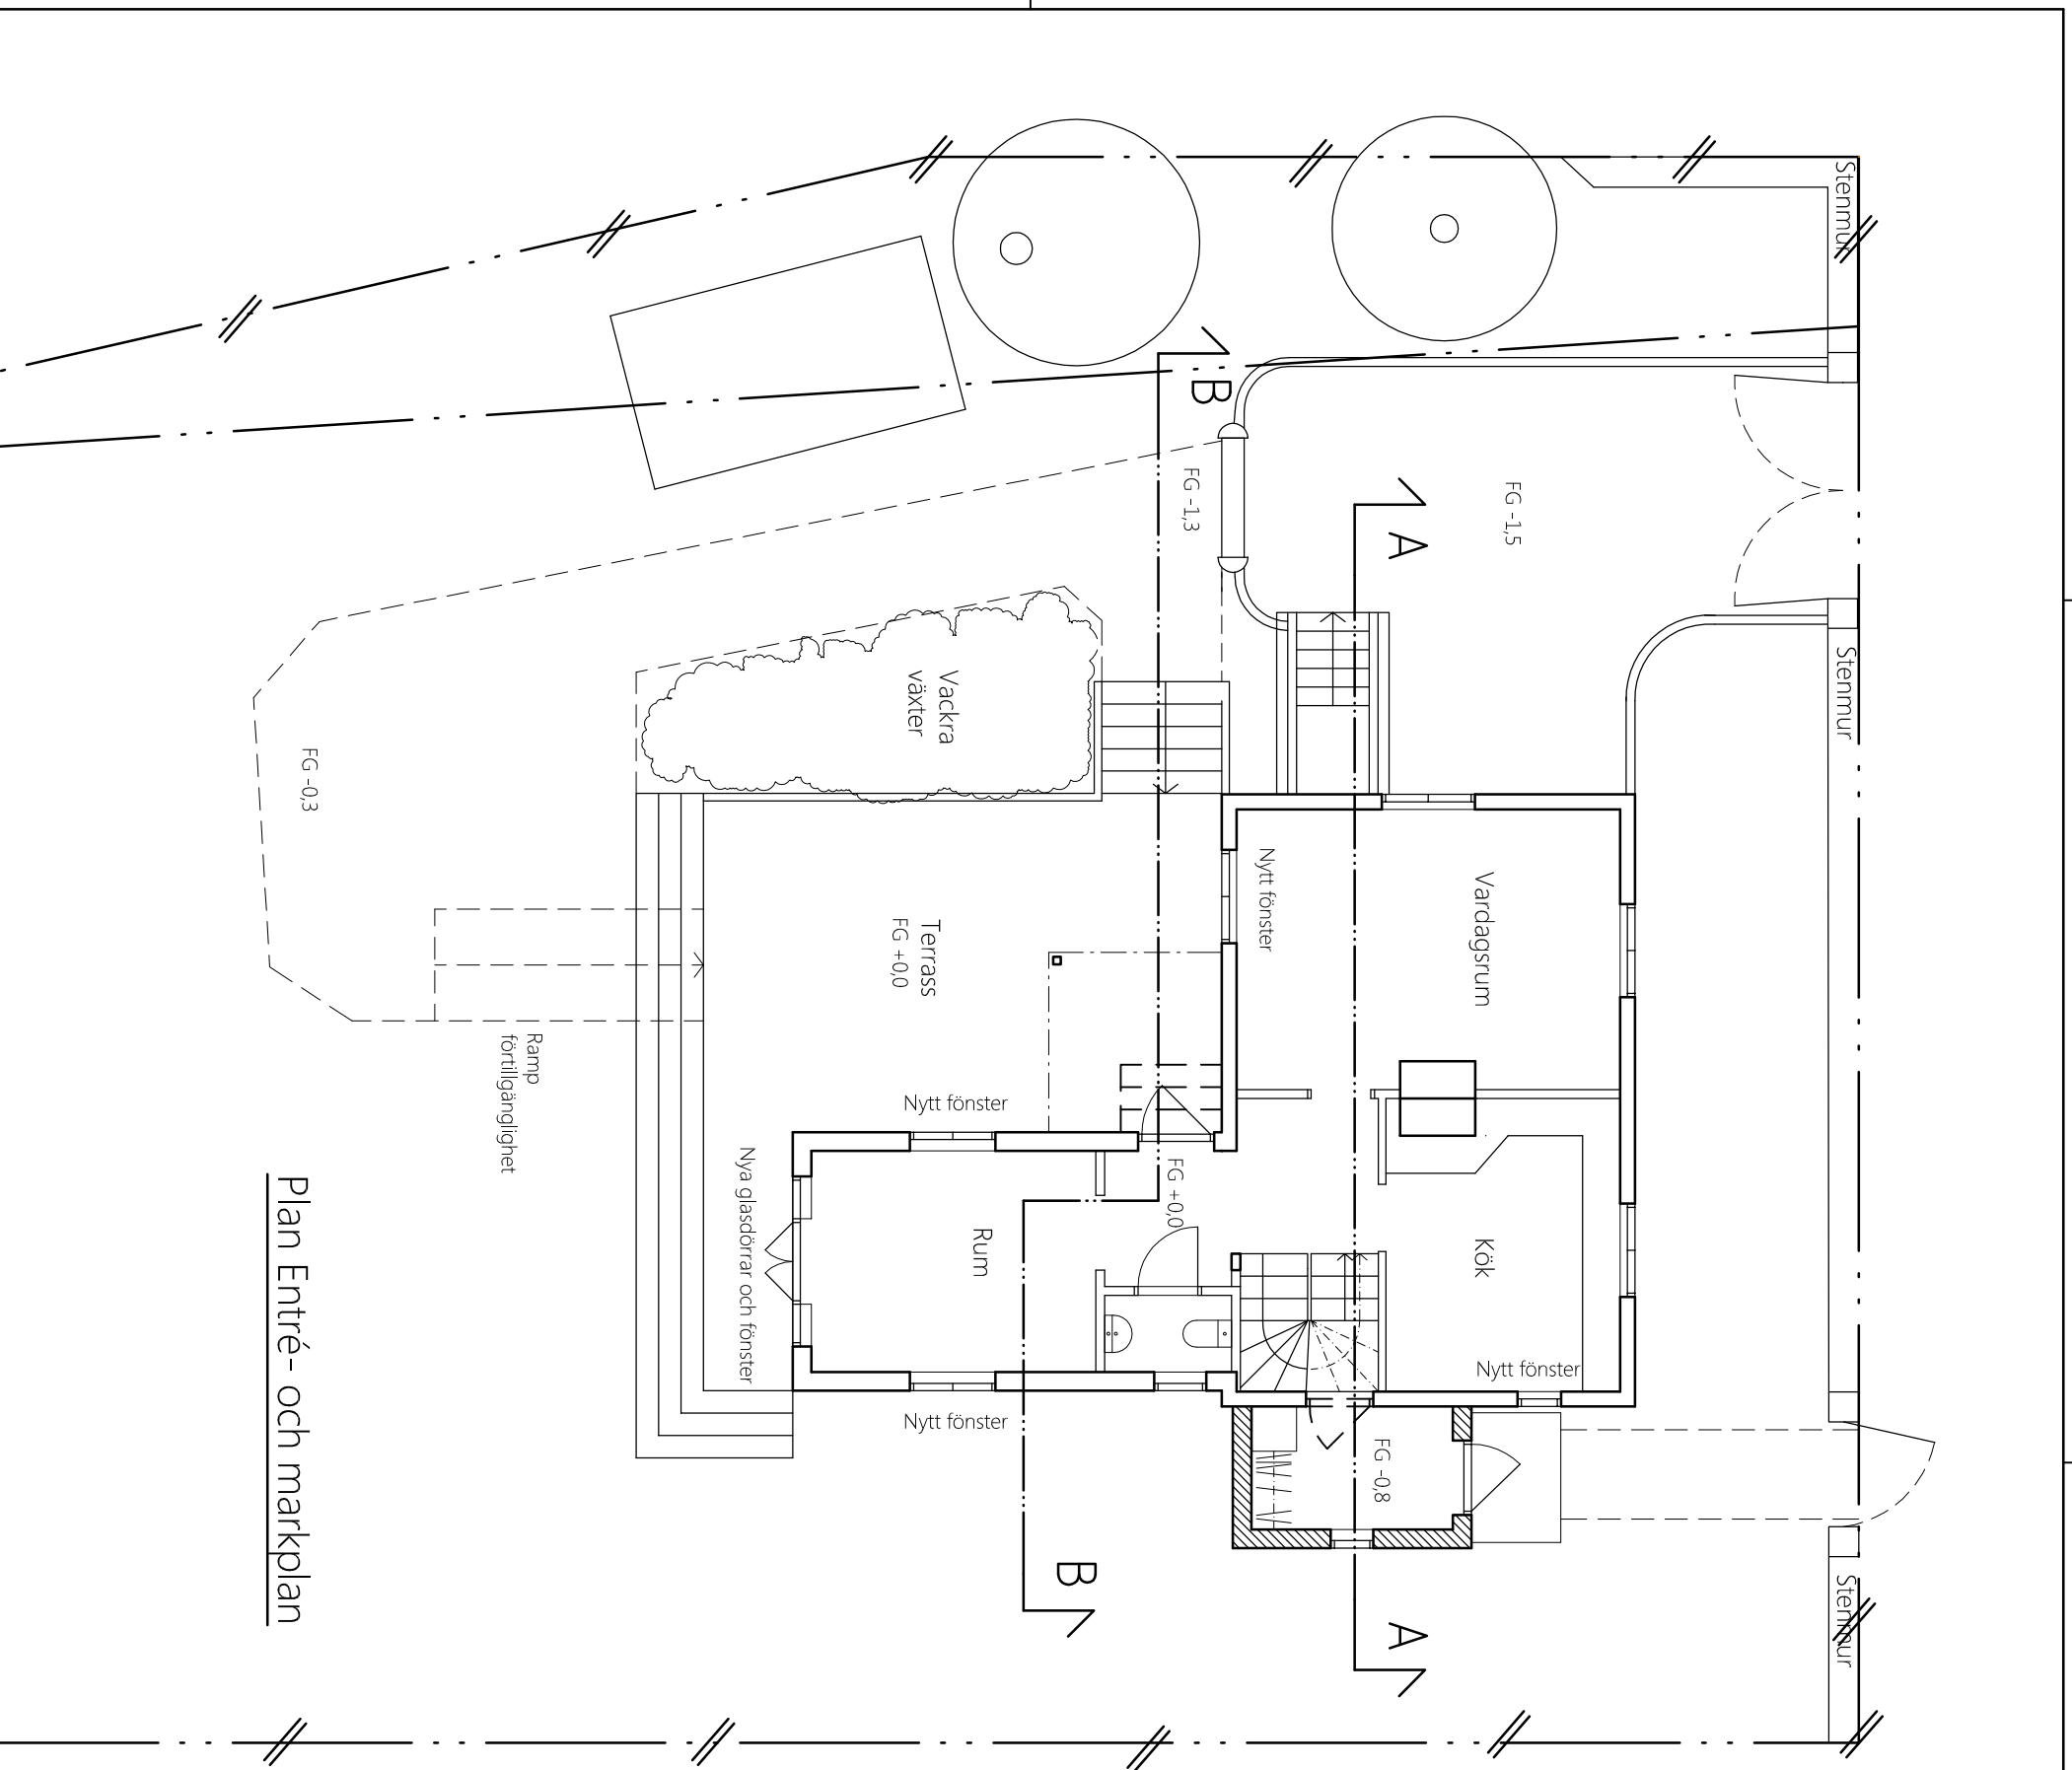 Stenmur
Stenmur
Stenmur
FG -1,5
A
B
FG -1,3
Vardagsrum
Nytt fönster
Kök
Nytt fönster
Vackra
växter
Terrass
FG +0,0
FG -0,3
Ramp
förtillgänglighet
Nytt fönster
Nya glasdörrar och fönster
Rum
FG +0,0
Nytt fönster
FG -0,8
B
A
Plan Entré- och markplan